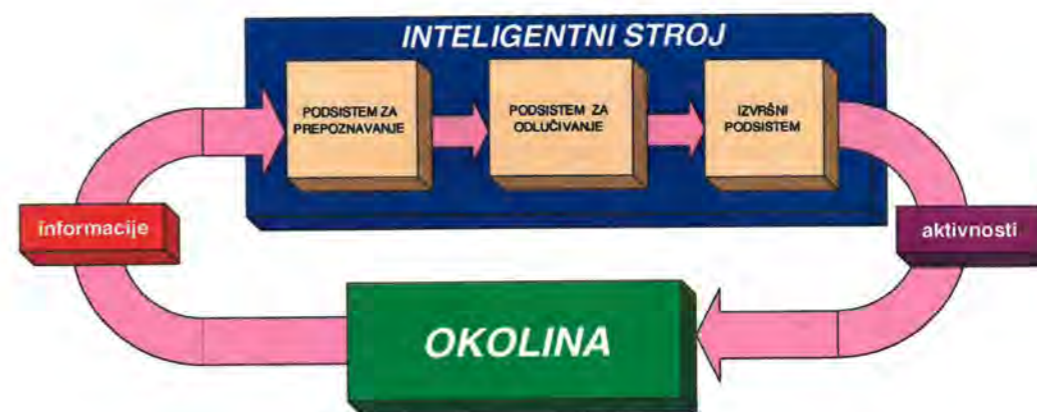 INTELIGENTNI STROJ
PODSISTEM ZA
PREPOZNAVANJE
PODSISTEM ZA
ODLUČIVANJE
IZVRŠNI
PODSISTEM
informacije
aktivnosti
OKOLINA